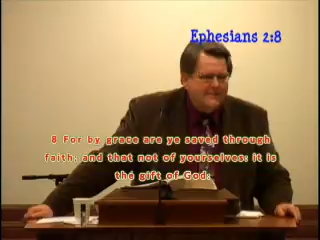 Ephesians 2:8
8 For by grace are ye saved through
faith; and that not of yourselves: it is
the gift of God: